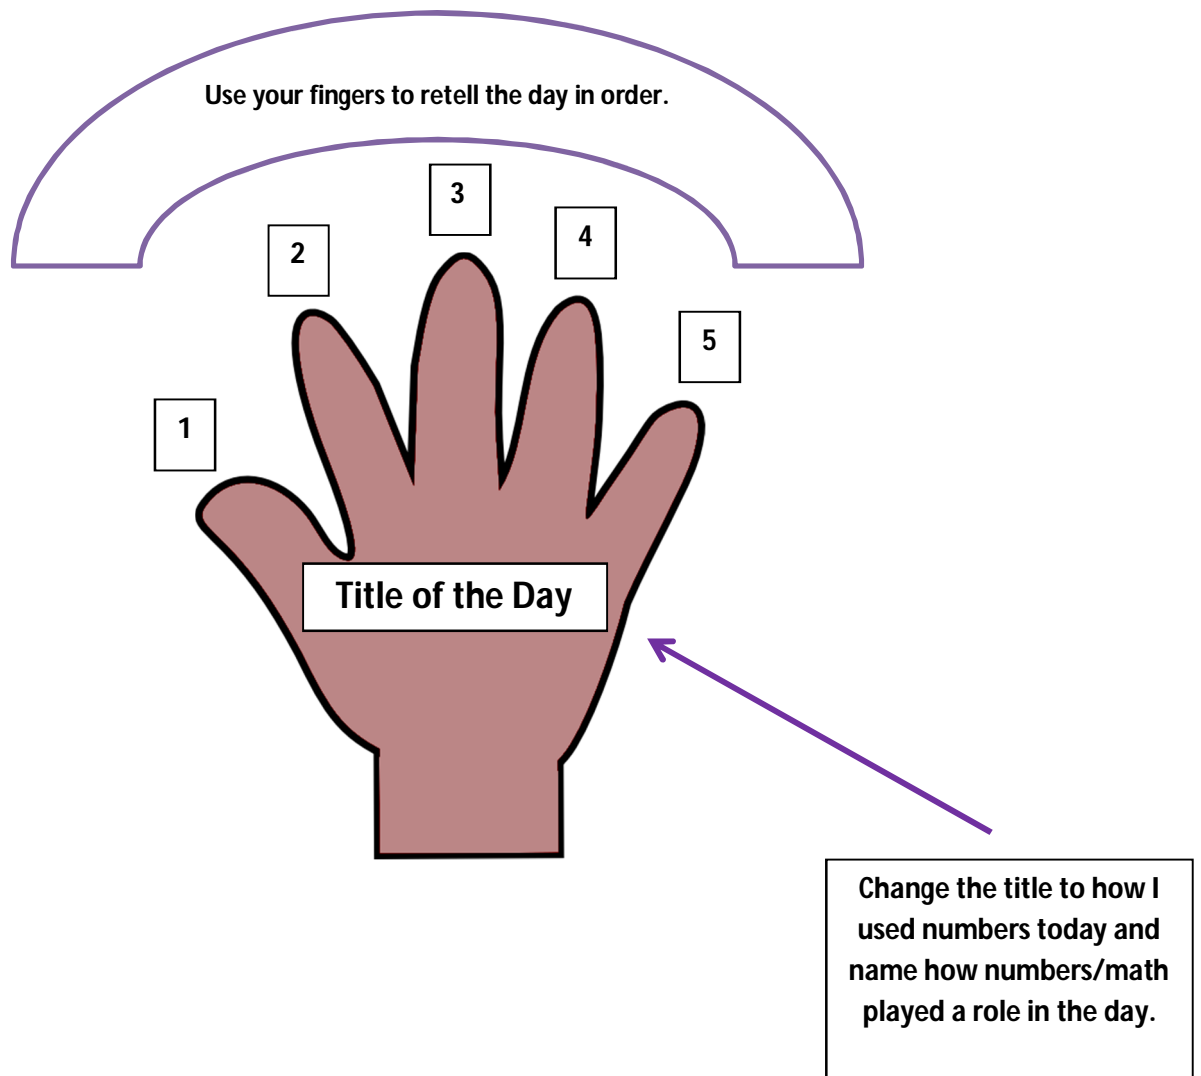 Use your fingers to retell the day in order.
3
4
2
5
1
Title of the Day
Change the title to how I
used numbers today and
name how numbers/math
played a role in the day.